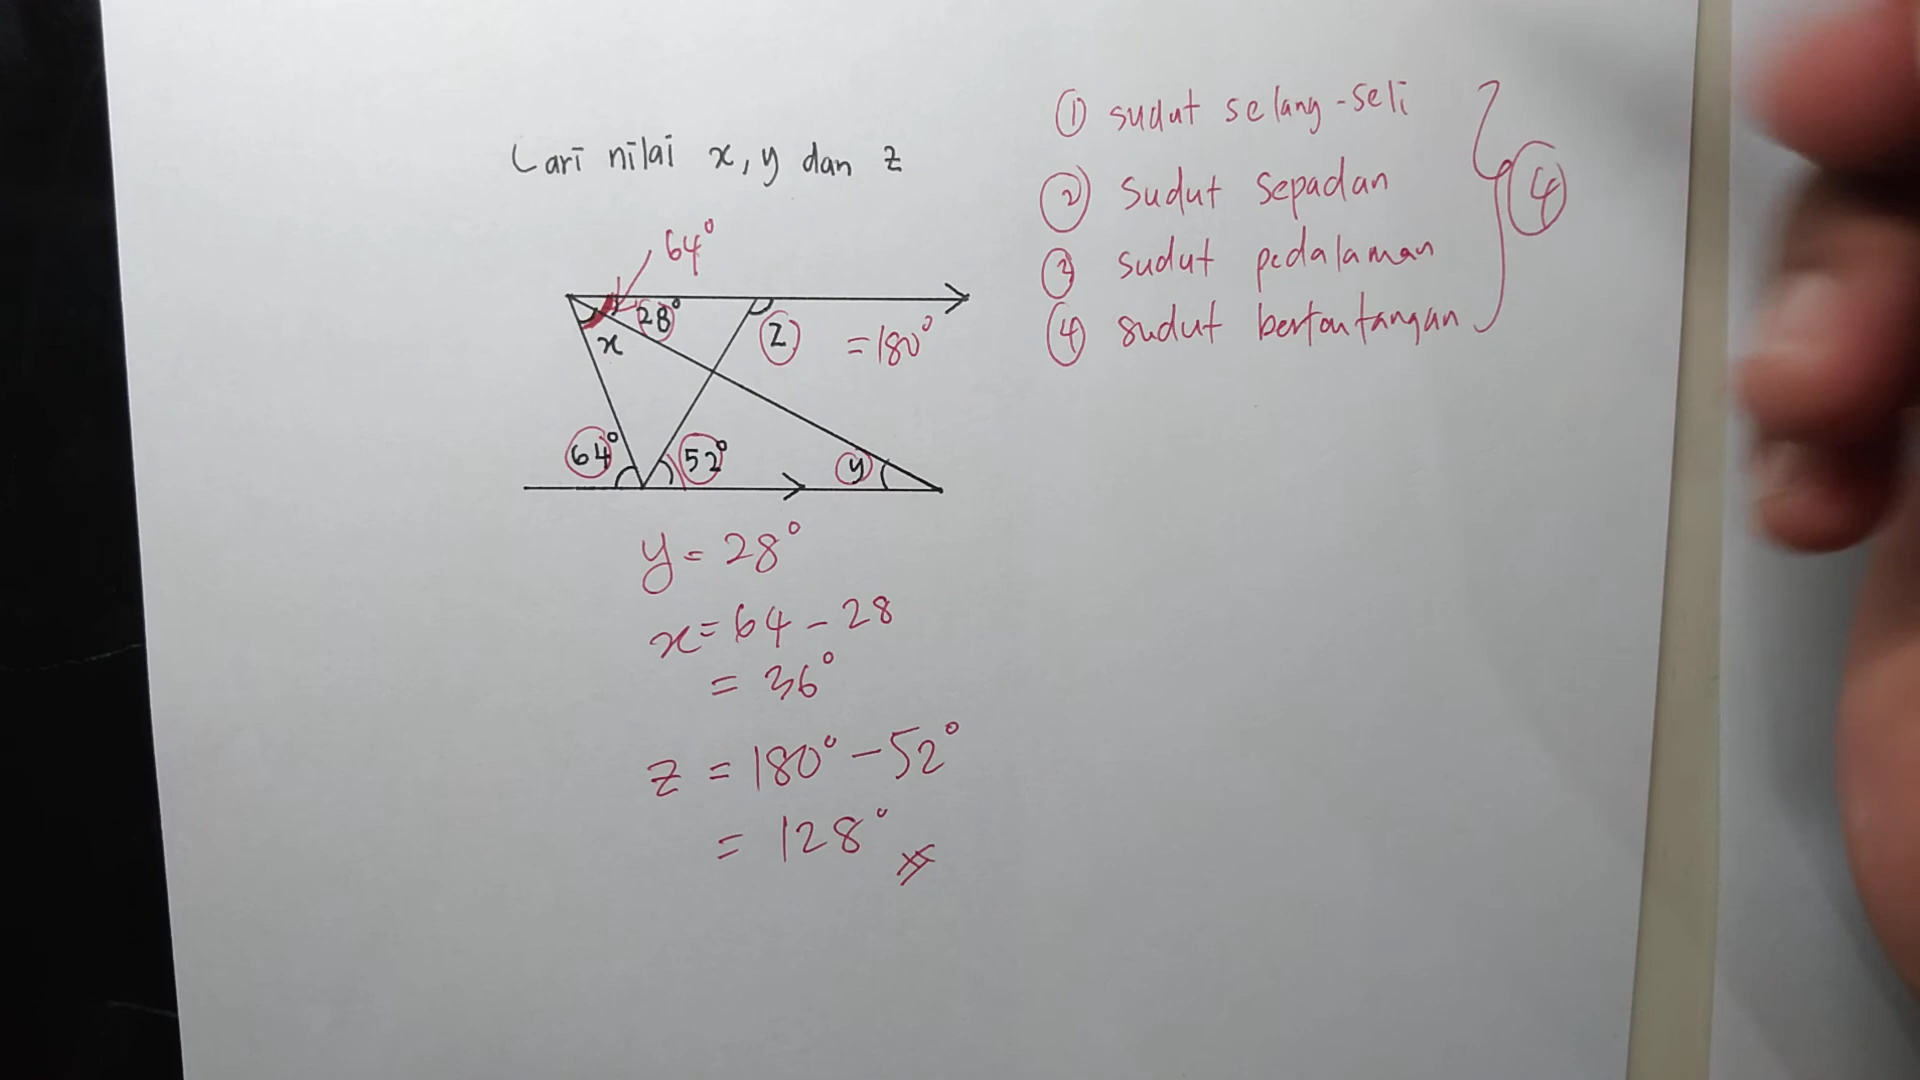 Cari nilai x, y dan z
64°
28°
x
z
= 180°
64°
52°
y
y = 28°
x = 64 - 28
= 36°
z = 180° - 52°
= 128°
① sudut selang-seli
② sudut sepadan
③ sudut pedalaman
④ sudut bertentangan
④